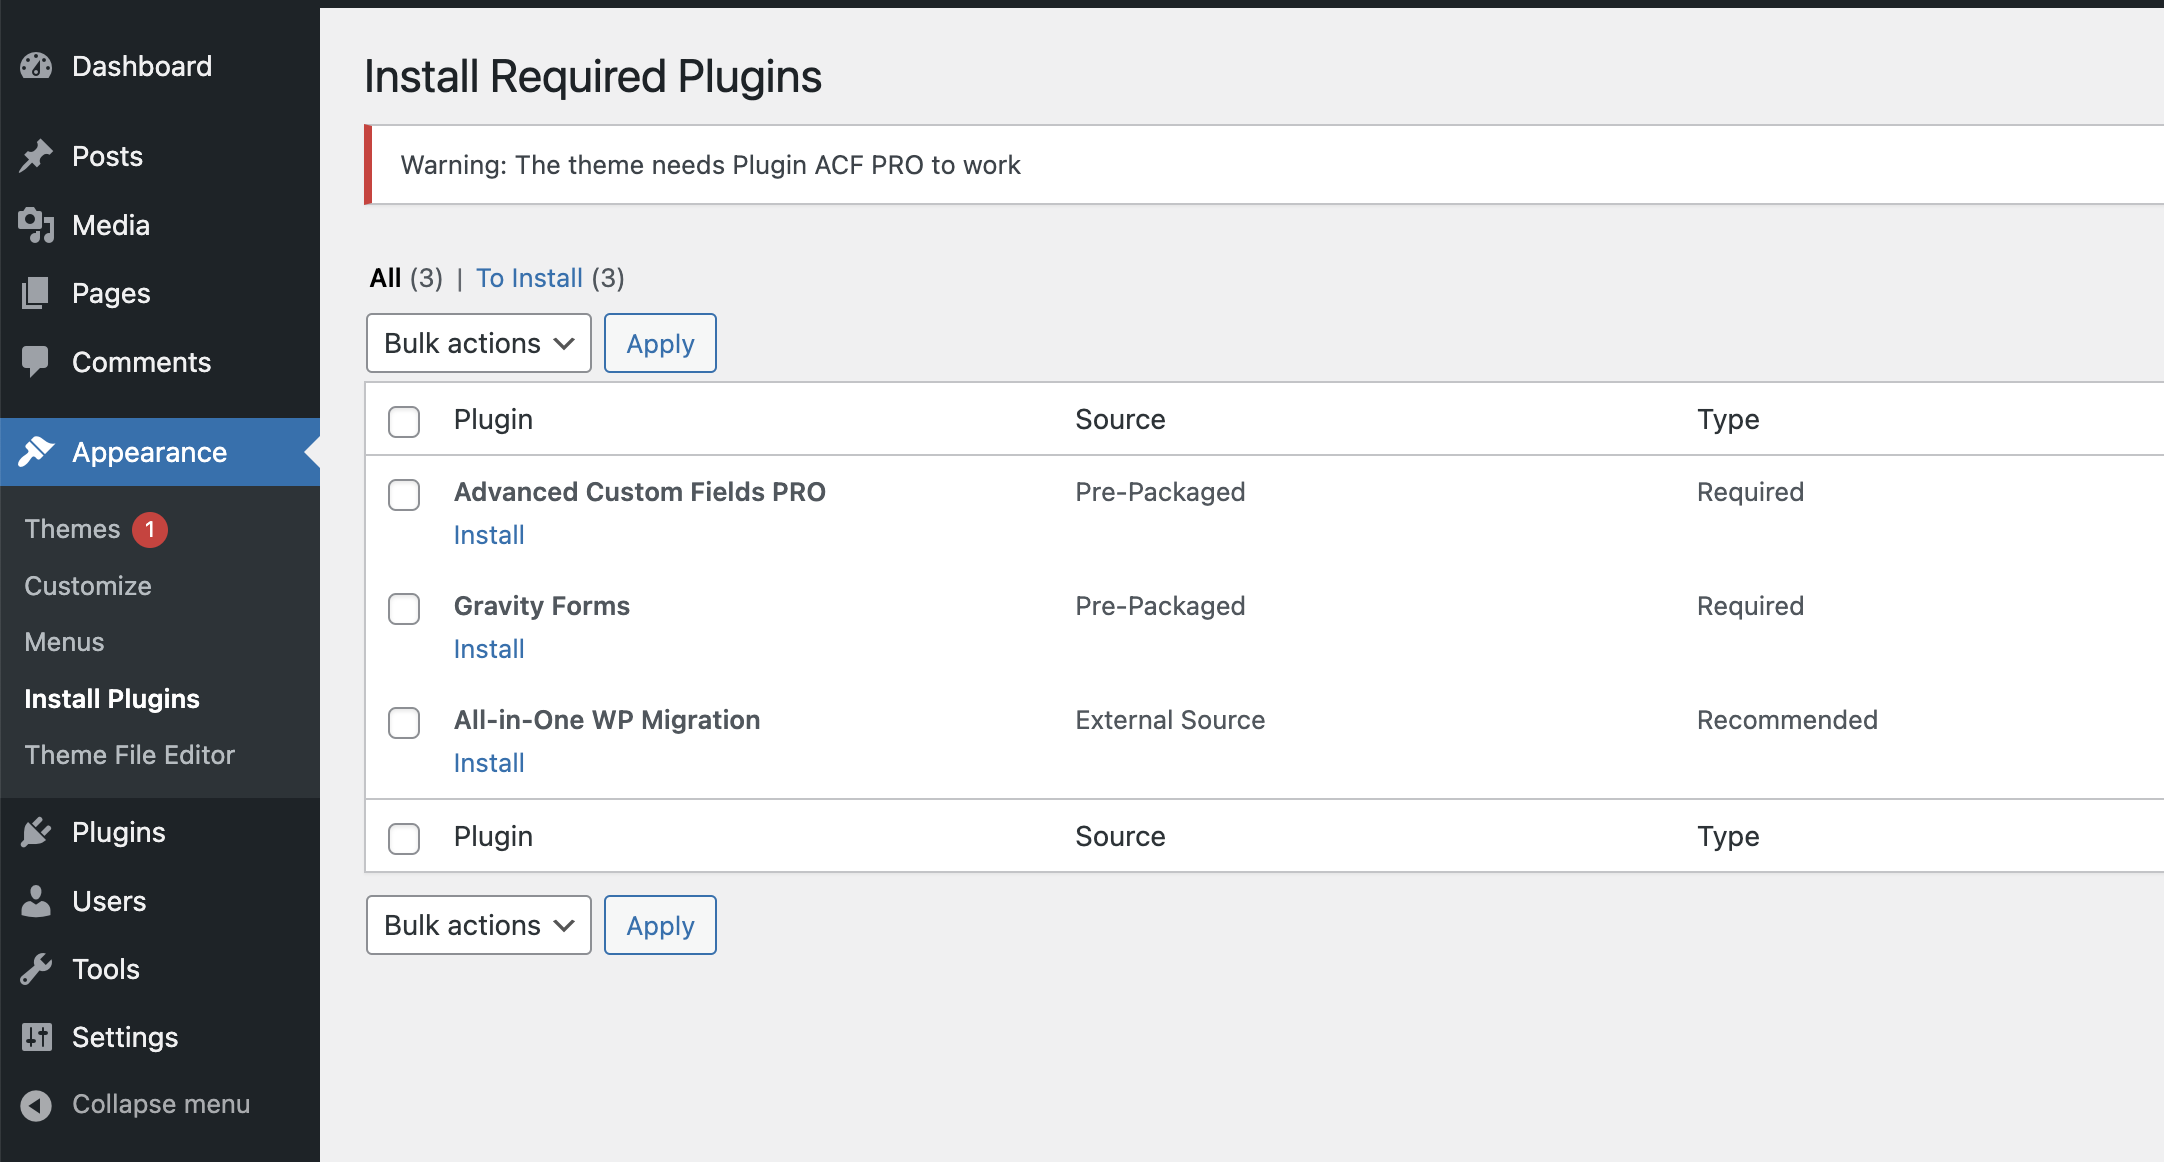 Dashboard
Posts
Media
Pages
Comments
Appearance
Themes 1
Customize
Menus
Install Plugins
Theme File Editor
Plugins
Users
Tools
Settings
Collapse menu
Install Required Plugins
Warning: The theme needs Plugin ACF PRO to work
All (3) | To Install (3)
Bulk actions Apply
Plugin Source Type
Advanced Custom Fields PRO Pre-Packaged Required
Install
Gravity Forms Pre-Packaged Required
Install
All-in-One WP Migration External Source Recommended
Install
Plugin Source Type
Bulk actions Apply